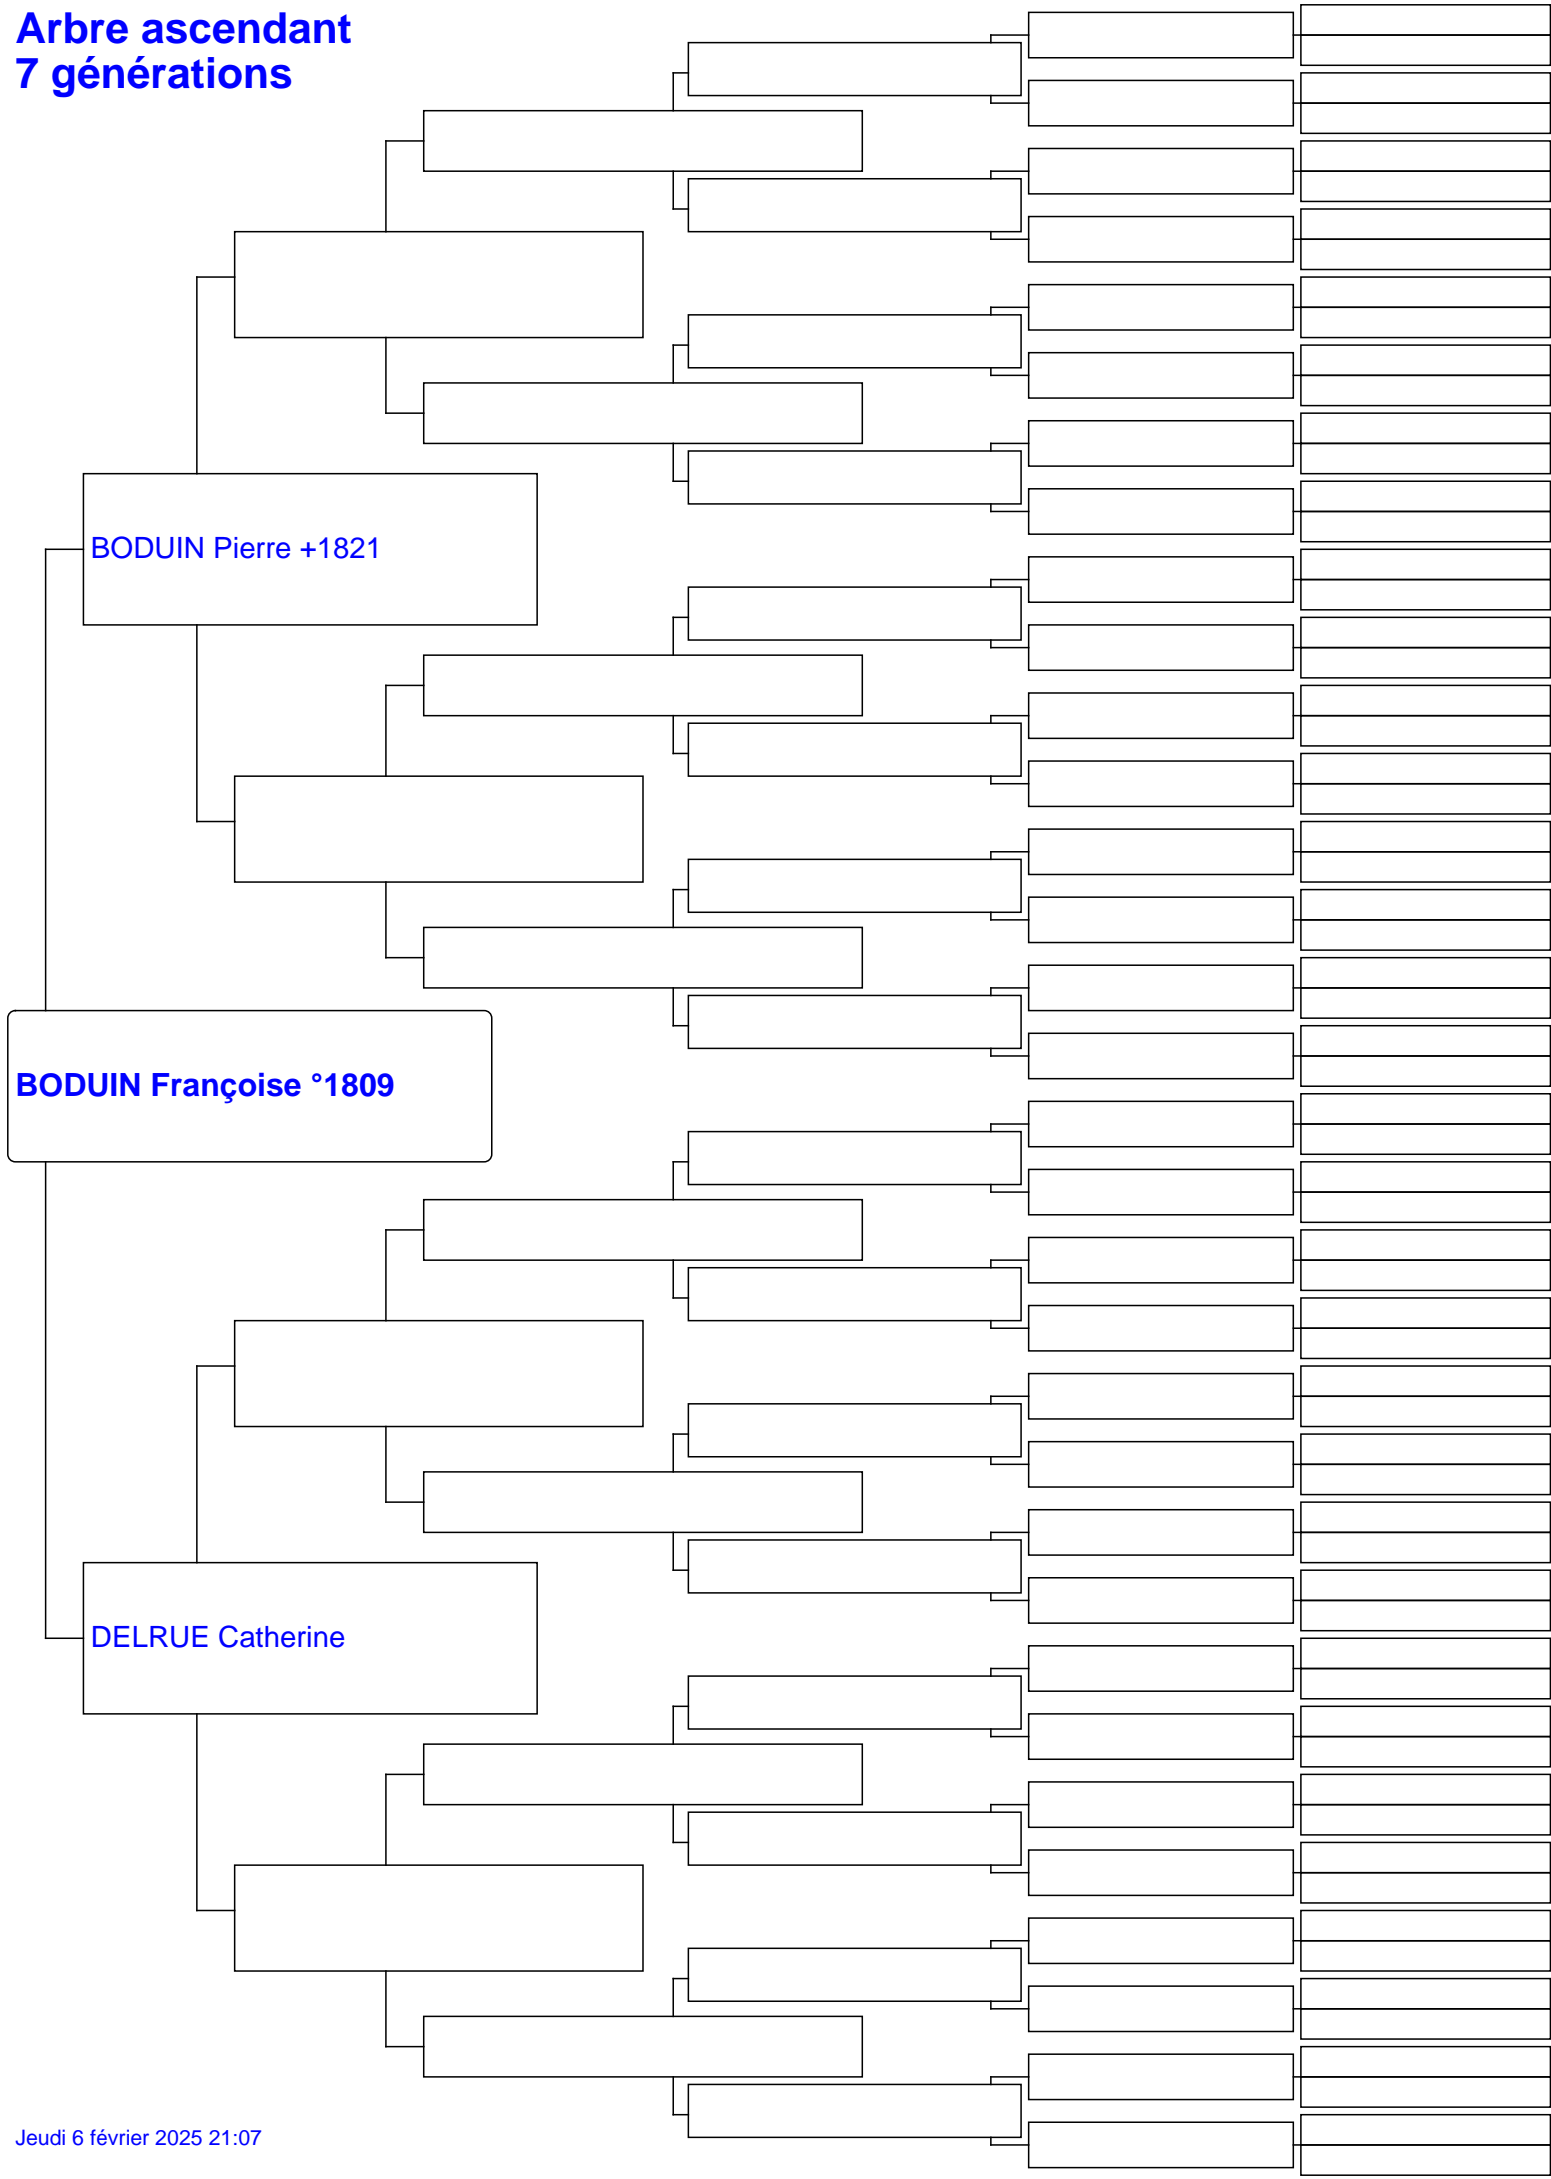 Arbre ascendant
7 générations
BODUIN Pierre +1821
BODUIN Françoise °1809
DELRUE Catherine
Jeudi 6 février 2025 21:07